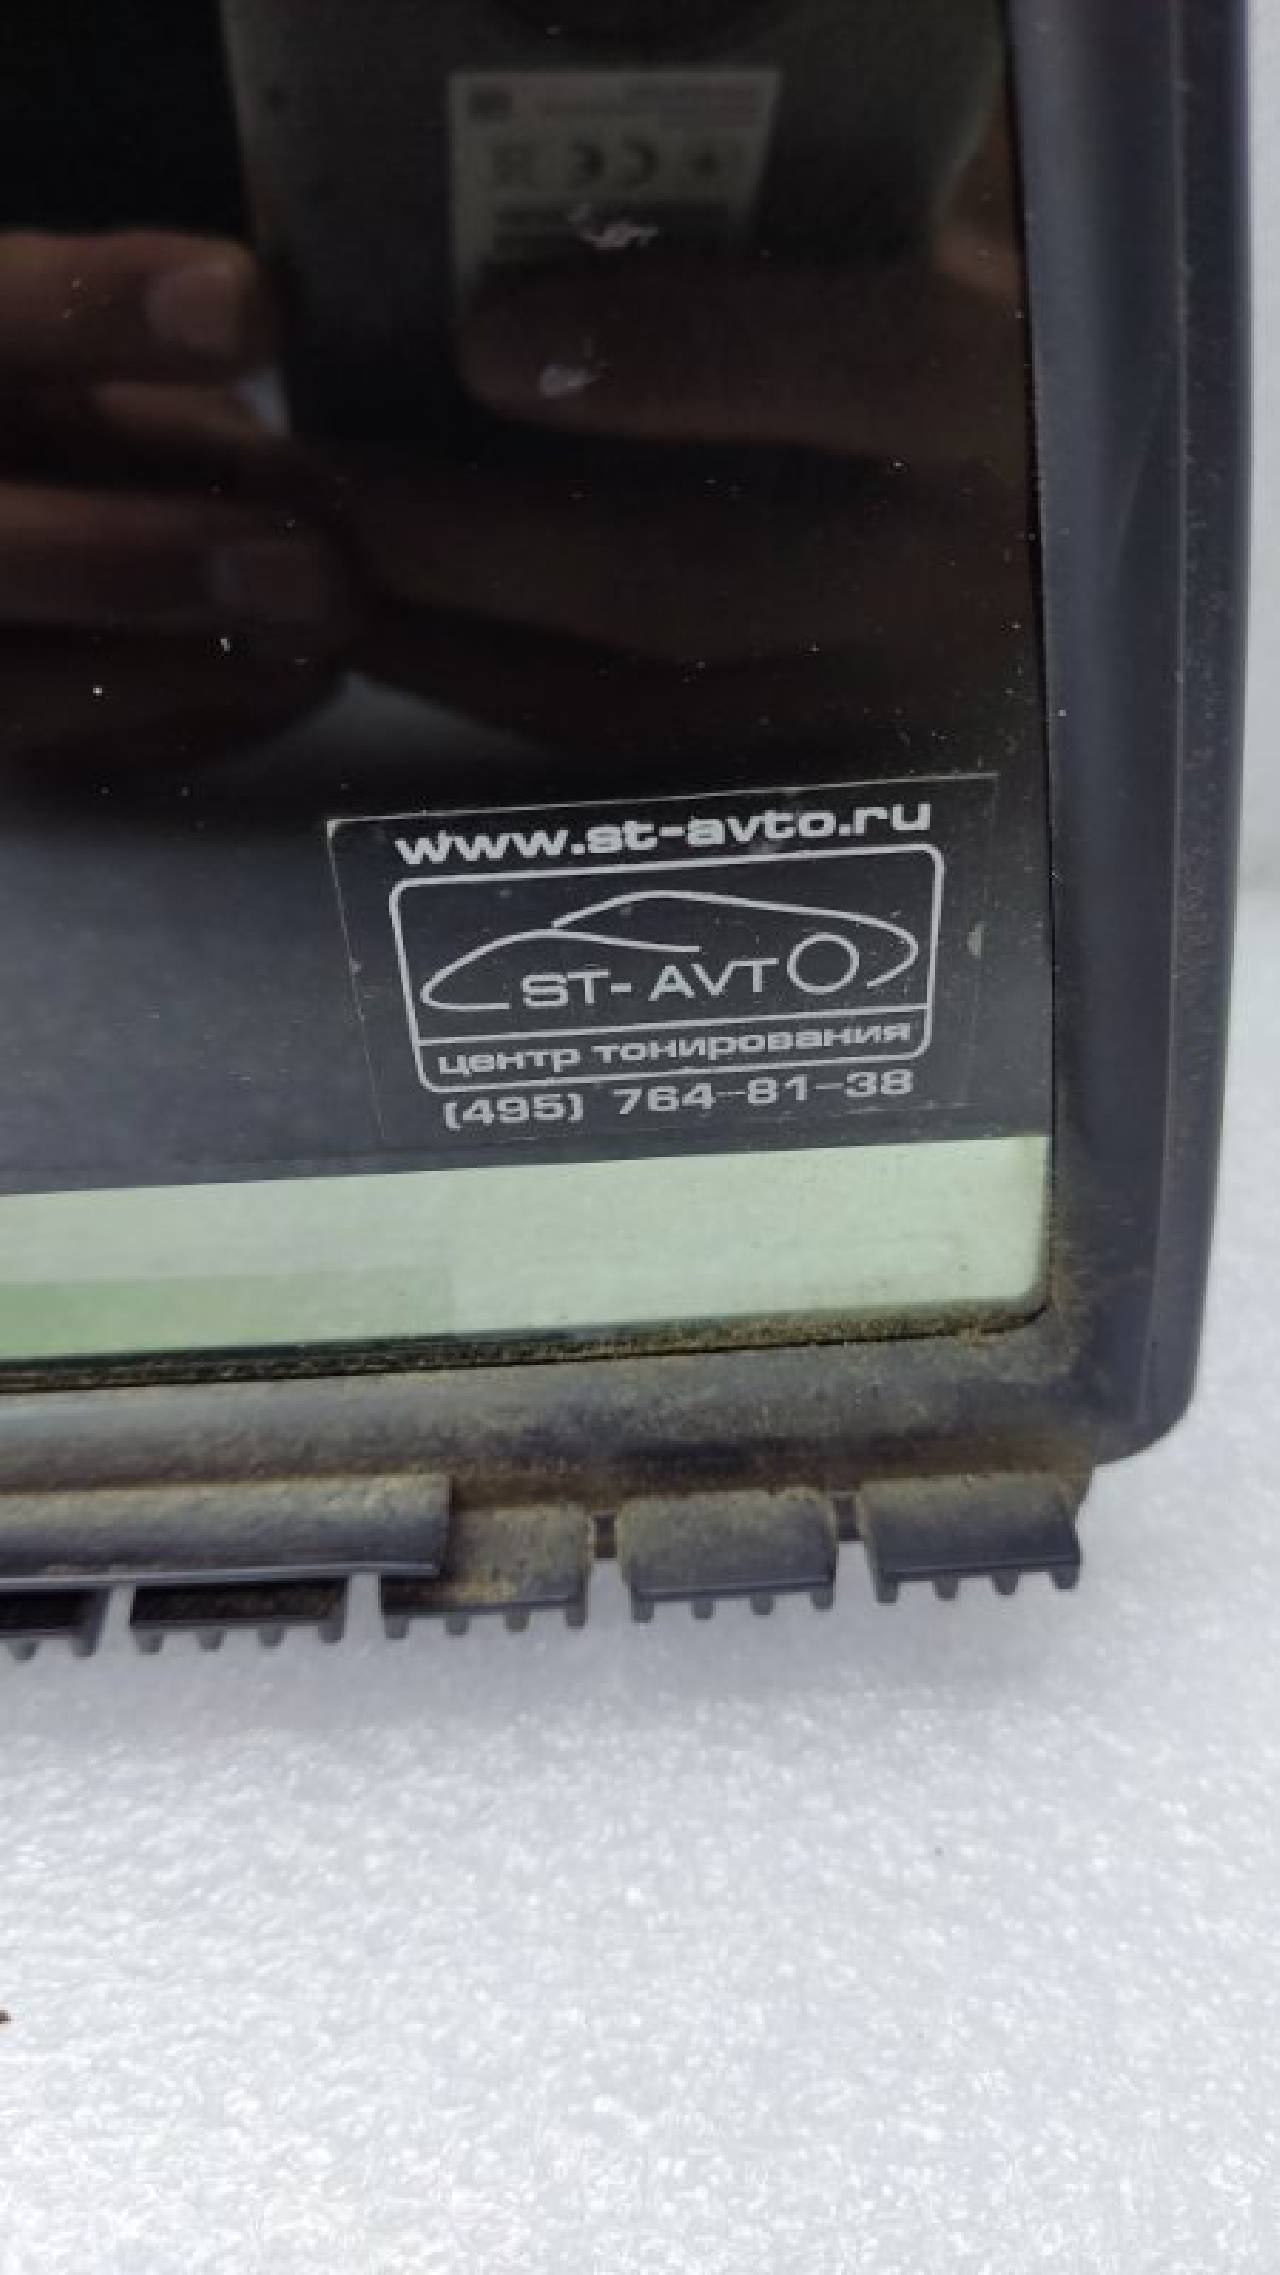 www.st-avto.ru
ST-AVTO
центр тонирования
(495) 764-81-38